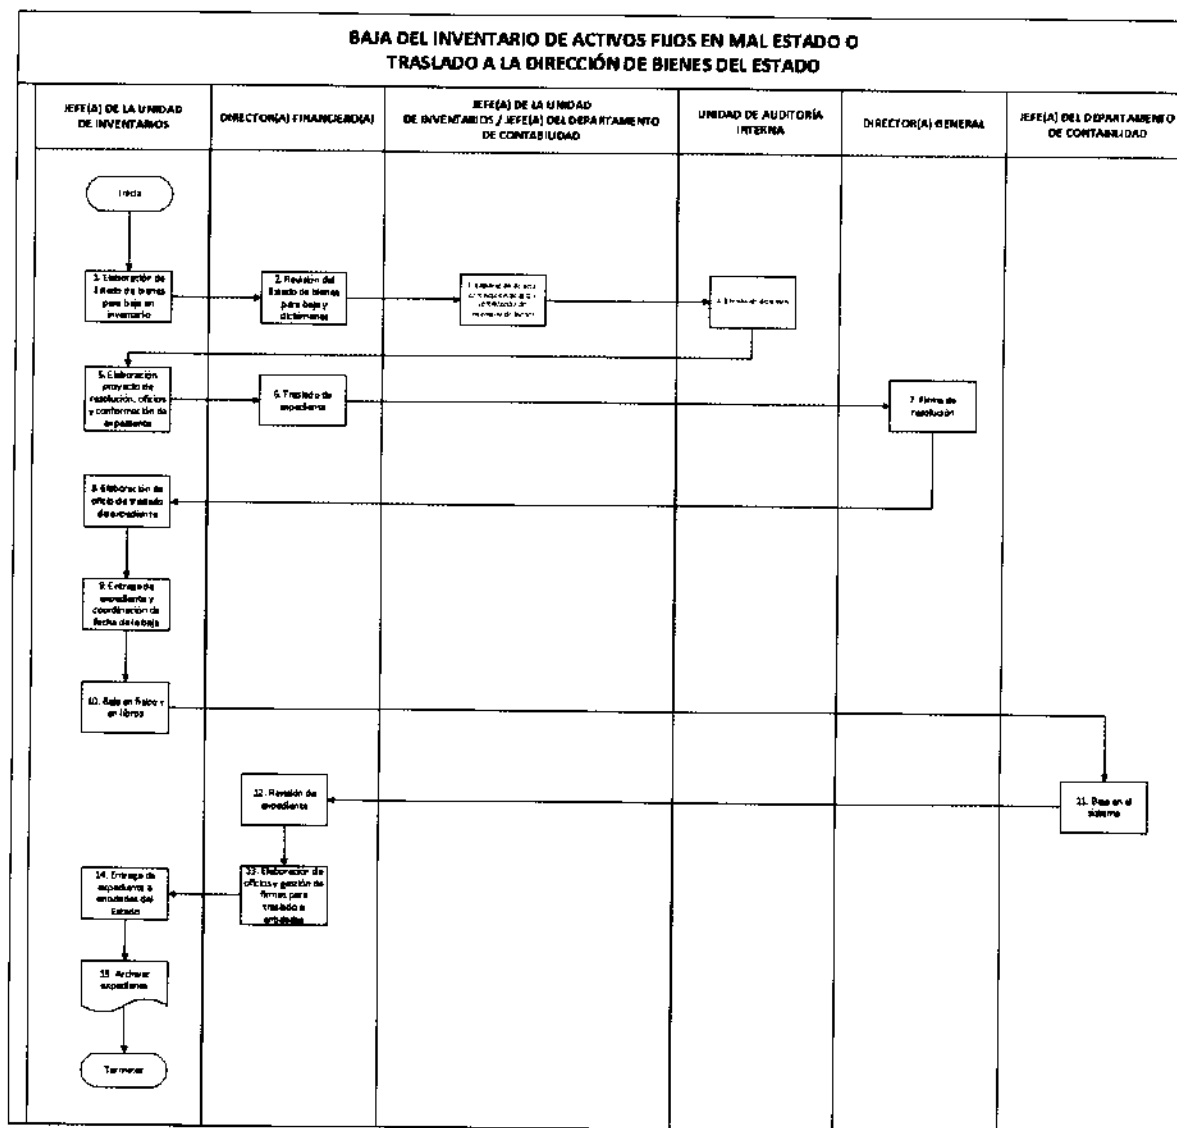 BAJA DEL INVENTARIO DE ACTIVOS FIJOS EN MAL ESTADO O
TRASLADO A LA DIRECCIÓN DE BIENES DEL ESTADO
JEFE(A) DE LA UNIDAD
DE INVENTARIOS
DIRECTOR(A) FINANCIERO(A)
JEFE(A) DE LA UNIDAD
DE INVENTARIOS / JEFE(A) DEL DEPARTAMENTO
DE CONTABILIDAD
UNIDAD DE AUDITORÍA
INTERNA
DIRECTOR(A) GENERAL
JEFE(A) DEL DEPARTAMENTO
DE CONTABILIDAD
Inicia
1. Elaboración de
listado de bienes
para baja en
inventario
2. Revisión del
listado de bienes
para baja y
dictámenes
5. Elaboración
proyecto de
resolución, oficios
y conformación de
expediente
6. Traslado de
expediente
7. Firma de
resolución
8. Elaboración de
oficio de traslado
de expediente
9. Entrega de
expediente y
coordinación de
fecha de la baja
10. Baja en físico y
en libros
11. Baja en el
sistema
12. Revisión de
expediente
13. Elaboración de
oficios y gestión de
firmas para
traslado a
entidades
14. Entrega de
expediente a
entidades del
Estado
15. Archivar
expediente
Terminar